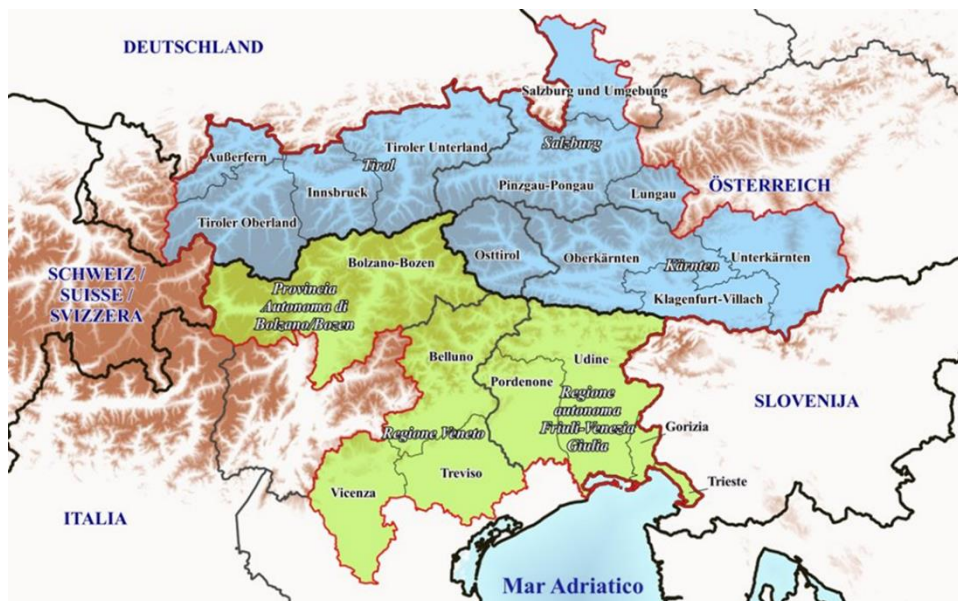 DEUTSCHLAND
Salzburg und Umgebung
Außerfern
Tiroler Unterland
Tirol
Salzburg
Innsbruck
Pinzgau-Pongau
Lungau
ÖSTERREICH
Tiroler Oberland
Osttirol
Oberkärnten
Kärnten
Unterkärnten
Klagenfurt-Villach
SCHWEIZ /
SUISSE /
SVIZZERA
Bolzano-Bozen
Provincia
Autonoma di
Bolzano/Bozen
Belluno
Udine
Pordenone
Regione
autonoma
Friuli-Venezia
Giulia
SLOVENIJA
Gorizia
Regione Veneto
Treviso
Trieste
Vicenza
ITALIA
Mar Adriatico